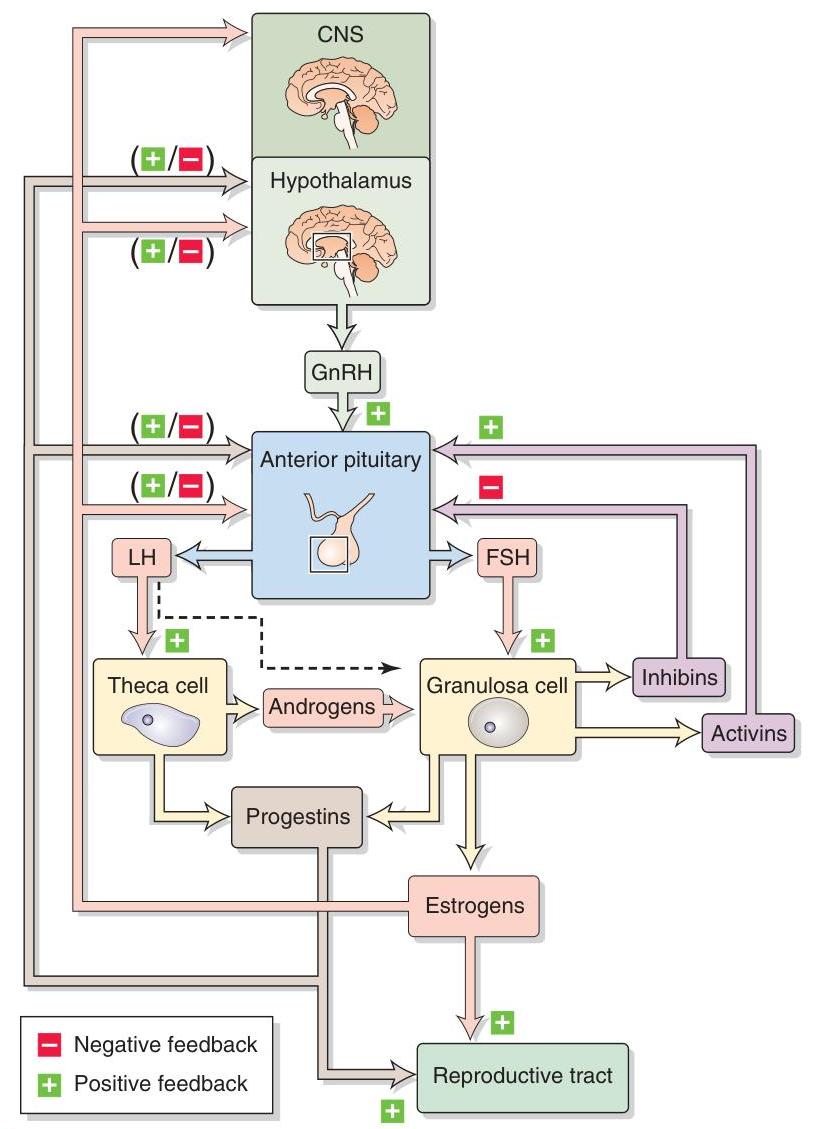 CNS
(+/−)
Hypothalamus
(+/−)
GnRH
+
(+/−)
+
Anterior pituitary
(+/−)
−
LH
FSH
+
+
Theca cell
Androgens
Granulosa cell
Inhibins
Activins
Progestins
Estrogens
+
− Negative feedback
+ Positive feedback
Reproductive tract
+